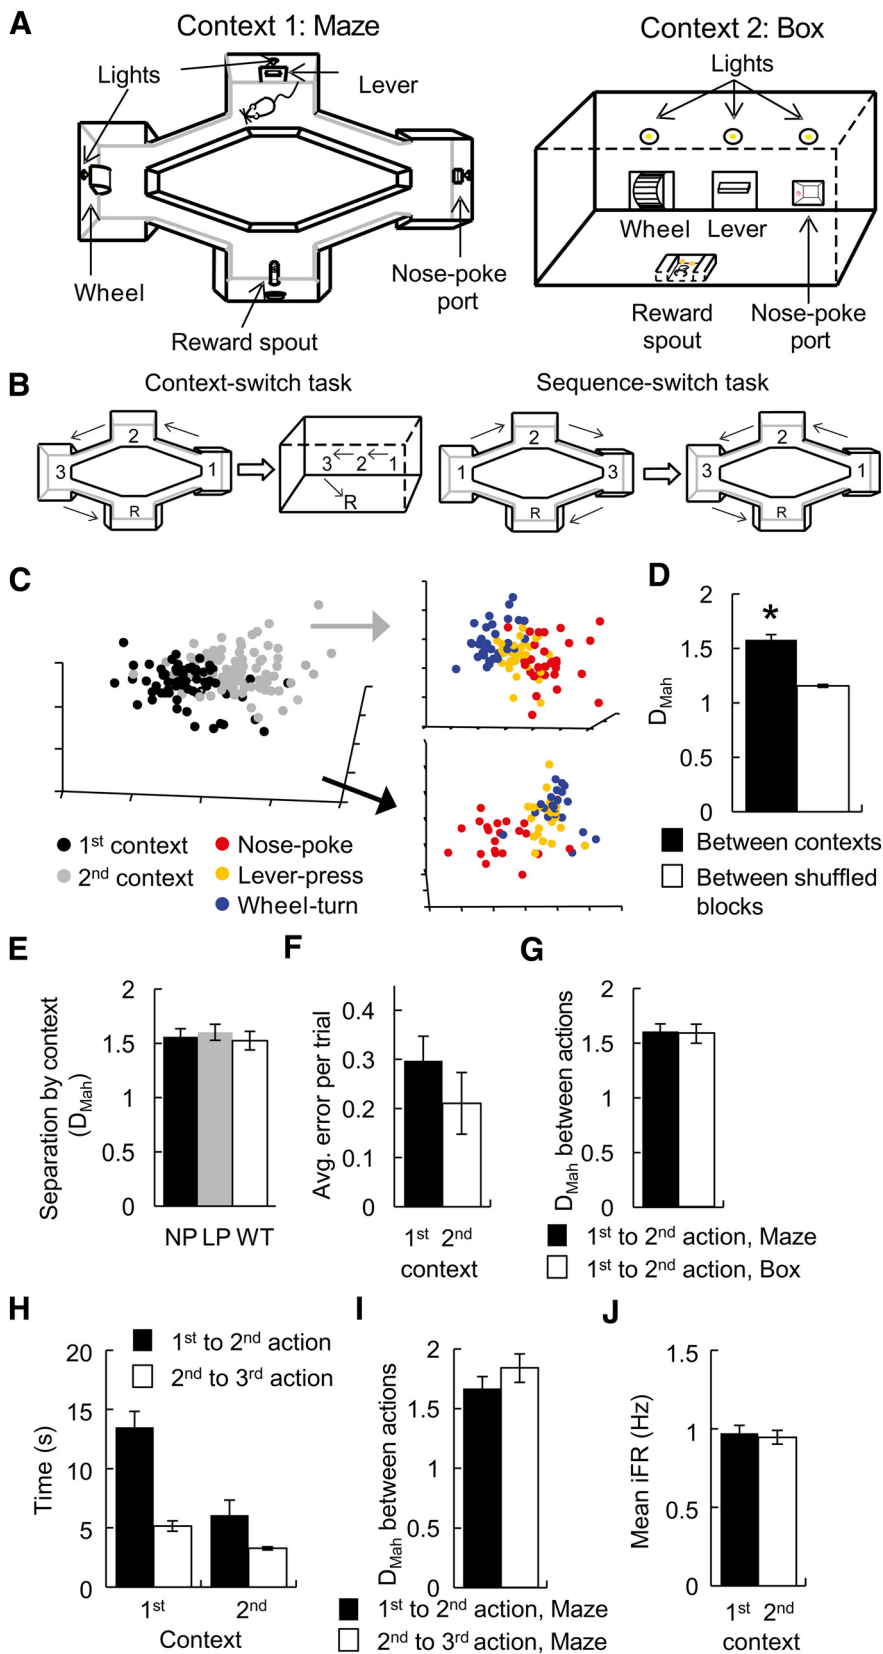 A
Context 1: Maze
Context 2: Box
Lights
Lever
Lights
Wheel
Nose-poke
port
Reward spout
Wheel
Lever
Reward
spout
Nose-poke
port
B
Context-switch task
Sequence-switch task
2
3
1
R
3
2
1
R
2
1
3
R
2
3
1
R
C
1st context
2nd context
Nose-poke
Lever-press
Wheel-turn
D
2
1.5
1
0.5
0
DMah
*
Between contexts
Between shuffled
blocks
E
Separation by context
(DMah)
2
1.5
1
0.5
0
NP LP WT
F
Avg. error per trial
0.4
0.3
0.2
0.1
0
1st 2nd
context
G
DMah between actions
2
1.5
1
0.5
0
1st to 2nd action, Maze
1st to 2nd action, Box
H
1st to 2nd action
2nd to 3rd action
Time (s)
20
15
10
5
0
1st
2nd
Context
I
DMah between actions
2
1.5
1
0.5
0
1st to 2nd action, Maze
2nd to 3rd action, Maze
J
Mean iFR (Hz)
1.5
1
0.5
0
1st 2nd
context